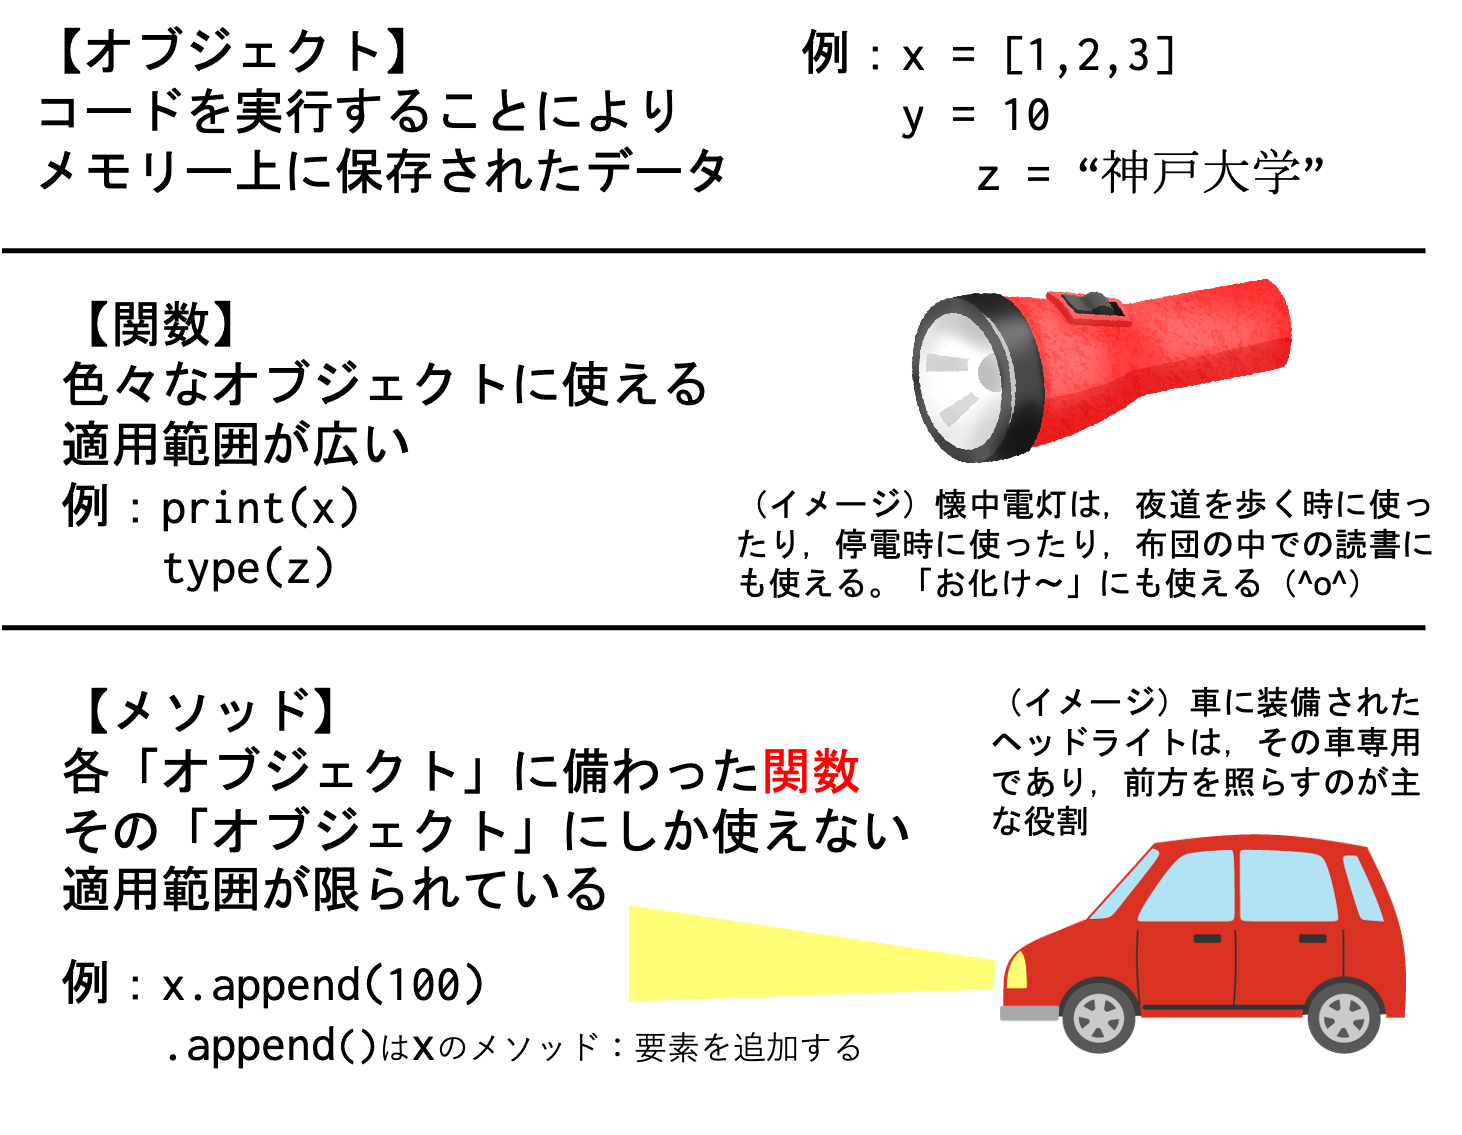 【オブジェクト】
コードを実行することにより
メモリー上に保存されたデータ
例：x = [1,2,3]
y = 10
z = “神戸大学”
【関数】
色々なオブジェクトに使える
適用範囲が広い
例：print(x)
type(z)
（イメージ）懐中電灯は，夜道を歩く時に使っ
たり，停電時に使ったり，布団の中での読書に
も使える。「お化け〜」にも使える（^o^）
【メソッド】
各「オブジェクト」に備わった関数
その「オブジェクト」にしか使えない
適用範囲が限られている
例：x.append(100)
.append()はxのメソッド：要素を追加する
（イメージ）車に装備された
ヘッドライトは，その車専用
であり，前方を照らすのが主
な役割